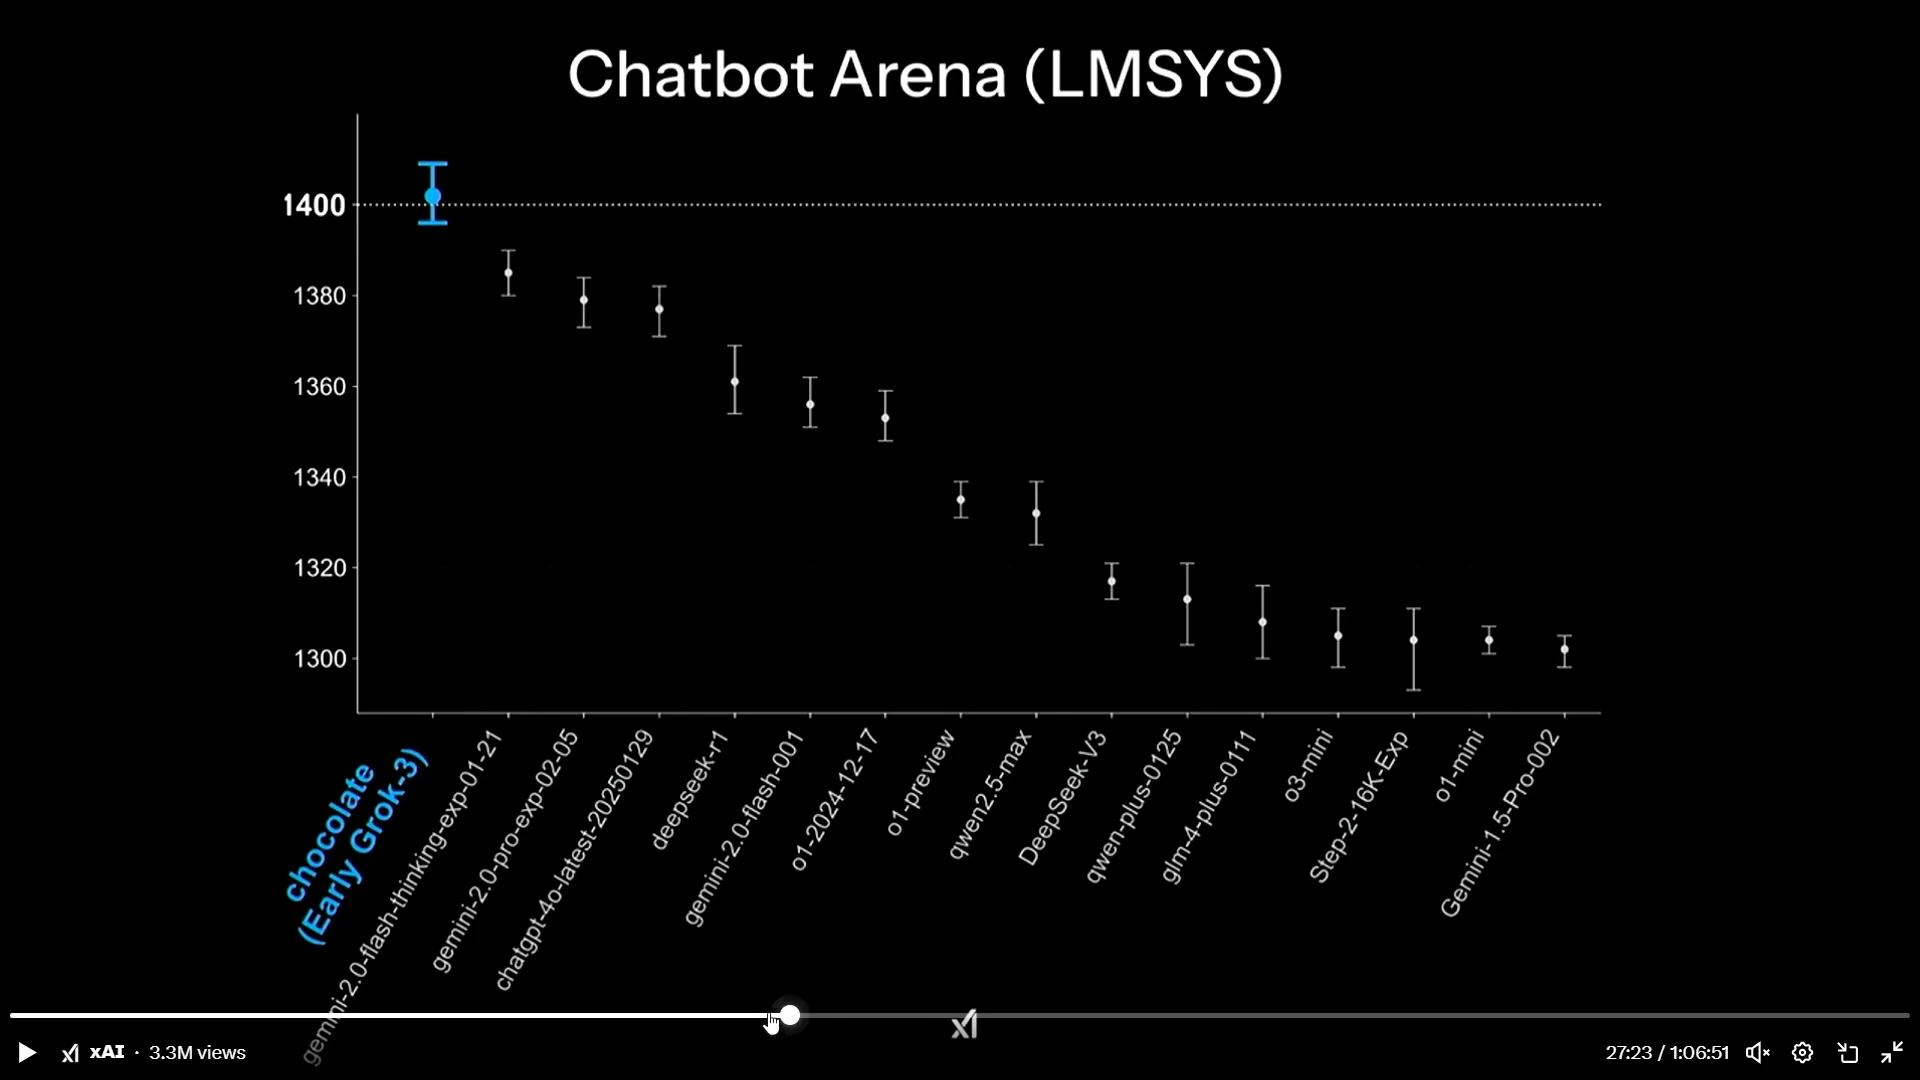 Chatbot Arena (LMSYS)
1400
1380
1360
1340
1320
1300
chocolate
(Early Grok-3)
gemini-2.0-flash-thinking-exp-01-21
gemini-2.0-pro-exp-02-05
chatgpt-4o-latest-20250129
deepseek-r1
gemini-2.0-flash-001
o1-2024-12-17
o1-preview
qwen2.5-max
DeepSeek-V3
qwen-plus-0125
glm-4-plus-0111
o3-mini
Step-2-16K-Exp
o1-mini
Gemini-1.5-Pro-002
xAI · 3.3M views
27:23 / 1:06:51